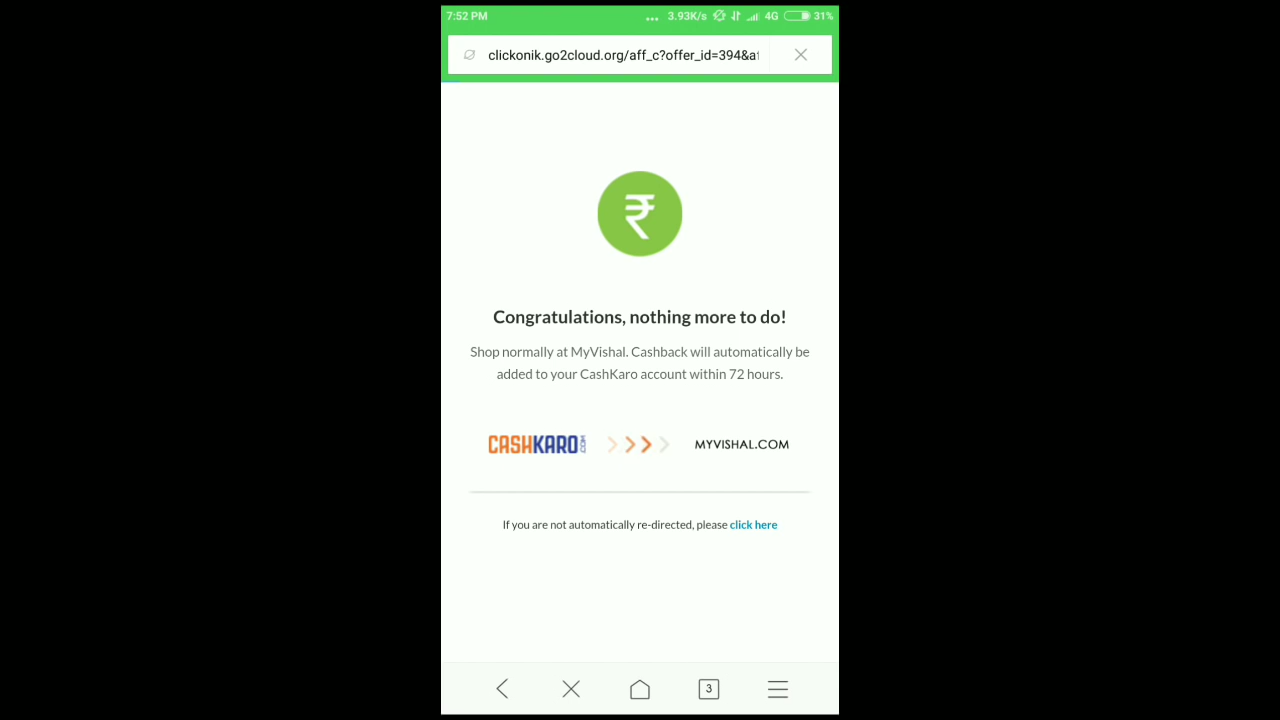 7:52 PM ... 3.93K/s 4G 31%
clickonik.go2cloud.org/aff_c?offer_id=394&a
₹
Congratulations, nothing more to do!
Shop normally at MyVishal. Cashback will automatically be
added to your CashKaro account within 72 hours.
CASHKARO.COM MYVISHAL.COM
If you are not automatically re-directed, please click here
3